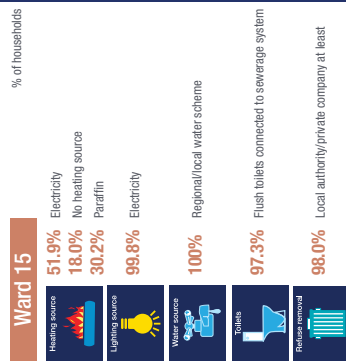 Ward 15
% of households
Heating source
51.9% Electricity
18.0% No heating source
30.2% Paraffin
Lighting source
99.8% Electricity
Water source
100% Regional/local water scheme
Toilets
97.3% Flush toilets connected to sewerage system
Refuse removal
98.0% Local authority/private company at least